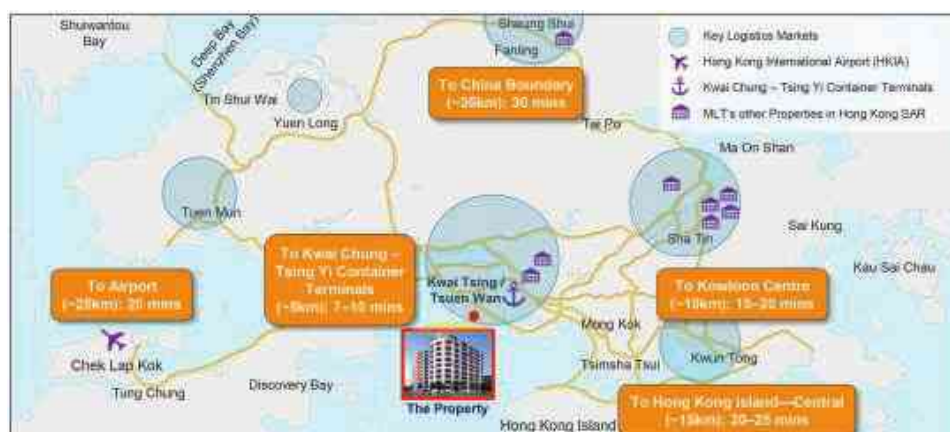 Shuiwantou
Bay
Deep Bay
(Shenzhen Bay)
Sheung Shui
Fanling
Key Logistics Markets
Hong Kong International Airport (HKIA)
Kwai Chung – Tsing Yi Container Terminals
MLT's other Properties in Hong Kong SAR
To China Boundary
(~36km): 30 mins
Tin Shui Wai
Yuen Long
Tai Po
Ma On Shan
Tuen Mun
Sha Tin
Sai Kung
Kau Sai Chau
To Kwai Chung –
Tsing Yi Container
Terminals
7–10 mins
Kwai Tsing /
Tsuen Wan
To Airport
(~28km): 20 mins
To Kowloon Centre
(~10km): 15–20 mins
Chek Lap Kok
Tung Chung
Discovery Bay
The Property
Mong Kok
Tsimsha Tsui
Kwun Tong
To Hong Kong Island—Central
(~15km): 20–25 mins
Hong Kong Island